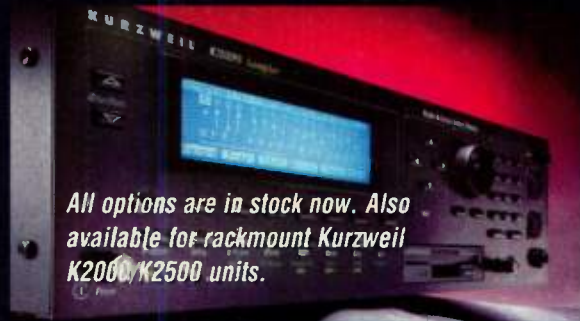 KURZWEIL
All options are in stock now. Also
available for rackmount Kurzweil
K2000/K2500 units.